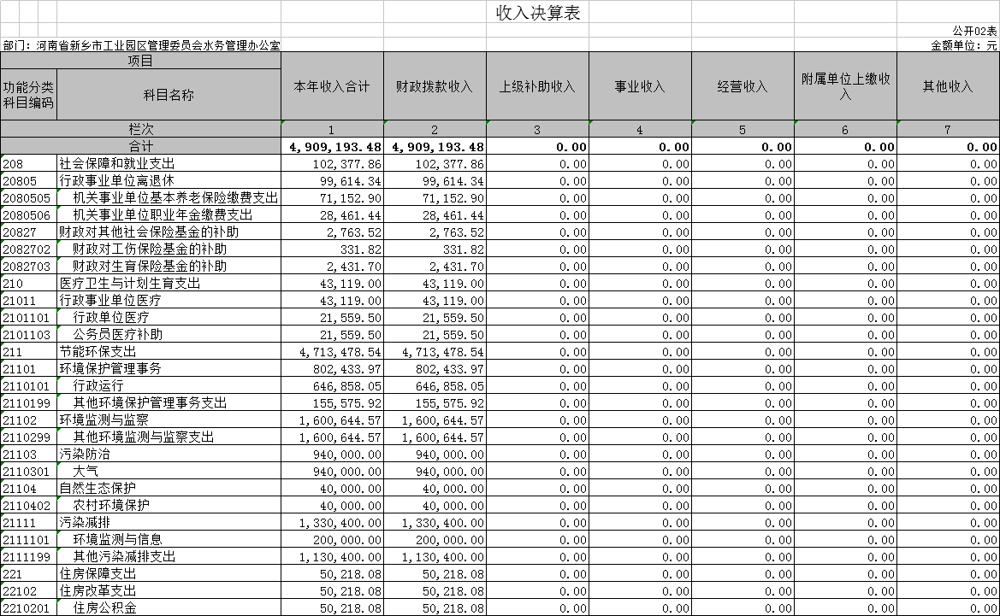 收入决算表
公开02表
部门：河南省新乡市工业园区管理委员会水务管理办公室 金额单位：元
项目 本年收入合计 财政拨款收入 上级补助收入 事业收入 经营收入 附属单位上缴收入 其他收入
功能分类科目编码 科目名称
栏次 1 2 3 4 5 6 7
合计 4,909,193.48 4,909,193.48 0.00 0.00 0.00 0.00 0.00
208 社会保障和就业支出 102,377.86 102,377.86 0.00 0.00 0.00 0.00 0.00
20805 行政事业单位离退休 99,614.34 99,614.34 0.00 0.00 0.00 0.00 0.00
2080505 机关事业单位基本养老保险缴费支出 71,152.90 71,152.90 0.00 0.00 0.00 0.00 0.00
2080506 机关事业单位职业年金缴费支出 28,461.44 28,461.44 0.00 0.00 0.00 0.00 0.00
20827 财政对其他社会保险基金的补助 2,763.52 2,763.52 0.00 0.00 0.00 0.00 0.00
2082702 财政对工伤保险基金的补助 331.82 331.82 0.00 0.00 0.00 0.00 0.00
2082703 财政对生育保险基金的补助 2,431.70 2,431.70 0.00 0.00 0.00 0.00 0.00
210 医疗卫生与计划生育支出 43,119.00 43,119.00 0.00 0.00 0.00 0.00 0.00
21011 行政事业单位医疗 43,119.00 43,119.00 0.00 0.00 0.00 0.00 0.00
2101101 行政单位医疗 21,559.50 21,559.50 0.00 0.00 0.00 0.00 0.00
2101103 公务员医疗补助 21,559.50 21,559.50 0.00 0.00 0.00 0.00 0.00
211 节能环保支出 4,713,478.54 4,713,478.54 0.00 0.00 0.00 0.00 0.00
21101 环境保护管理事务 802,433.97 802,433.97 0.00 0.00 0.00 0.00 0.00
2110101 行政运行 646,858.05 646,858.05 0.00 0.00 0.00 0.00 0.00
2110199 其他环境保护管理事务支出 155,575.92 155,575.92 0.00 0.00 0.00 0.00 0.00
21102 环境监测与监察 1,600,644.57 1,600,644.57 0.00 0.00 0.00 0.00 0.00
2110299 其他环境监测与监察支出 1,600,644.57 1,600,644.57 0.00 0.00 0.00 0.00 0.00
21103 污染防治 940,000.00 940,000.00 0.00 0.00 0.00 0.00 0.00
2110301 大气 940,000.00 940,000.00 0.00 0.00 0.00 0.00 0.00
21104 自然生态保护 40,000.00 40,000.00 0.00 0.00 0.00 0.00 0.00
2110402 农村环境保护 40,000.00 40,000.00 0.00 0.00 0.00 0.00 0.00
21111 污染减排 1,330,400.00 1,330,400.00 0.00 0.00 0.00 0.00 0.00
2111101 环境监测与信息 200,000.00 200,000.00 0.00 0.00 0.00 0.00 0.00
2111199 其他污染减排支出 1,130,400.00 1,130,400.00 0.00 0.00 0.00 0.00 0.00
221 住房保障支出 50,218.08 50,218.08 0.00 0.00 0.00 0.00 0.00
22102 住房改革支出 50,218.08 50,218.08 0.00 0.00 0.00 0.00 0.00
2210201 住房公积金 50,218.08 50,218.08 0.00 0.00 0.00 0.00 0.00